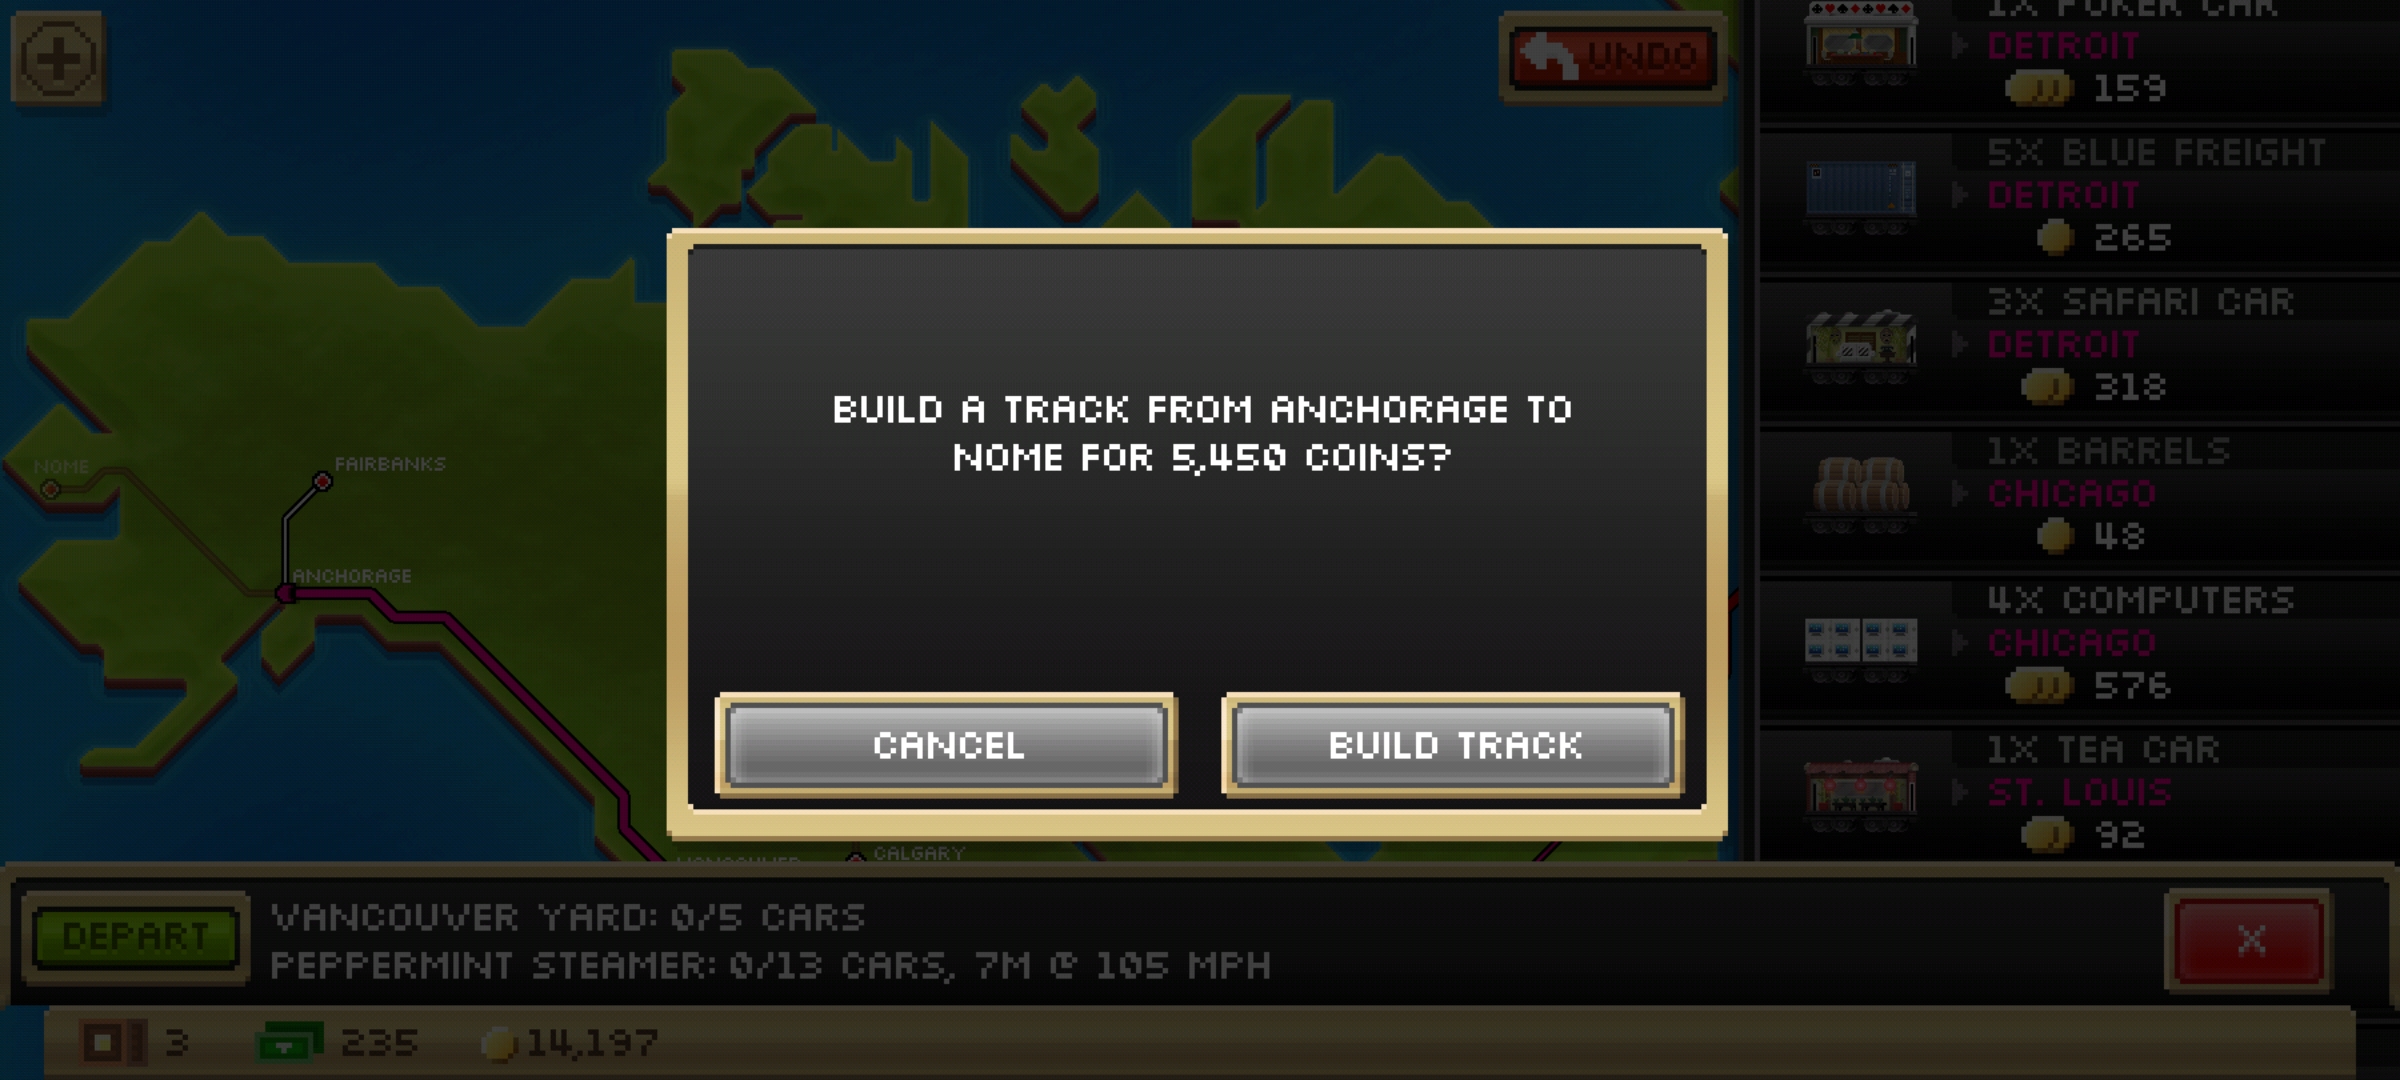 UNDO
1X POKER CAR
DETROIT
159
5X BLUE FREIGHT
DETROIT
265
3X SAFARI CAR
DETROIT
318
1X BARRELS
CHICAGO
48
4X COMPUTERS
CHICAGO
576
1X TEA CAR
ST. LOUIS
92
BUILD A TRACK FROM ANCHORAGE TO
NOME FOR 5,450 COINS?
CANCEL
BUILD TRACK
NOME
FAIRBANKS
ANCHORAGE
VANCOUVER
CALGARY
DEPART
VANCOUVER YARD: 0/5 CARS
PEPPERMINT STEAMER: 0/13 CARS, 7M @ 105 MPH
X
3
235
14,197